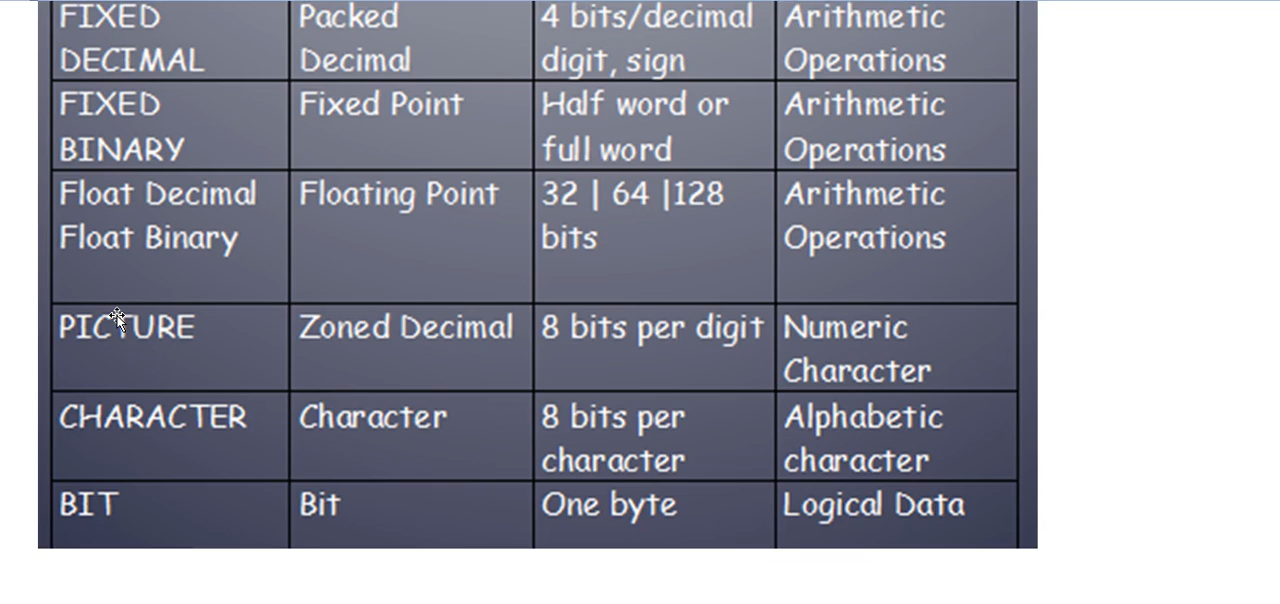 FIXED Packed 4 bits/decimal Arithmetic
DECIMAL Decimal digit, sign Operations
FIXED Fixed Point Half word or Arithmetic
BINARY full word Operations
Float Decimal Floating Point 32 | 64 |128 Arithmetic
Float Binary bits Operations
PICTURE Zoned Decimal 8 bits per digit Numeric
Character
CHARACTER Character 8 bits per Alphabetic
character character
BIT Bit One byte Logical Data